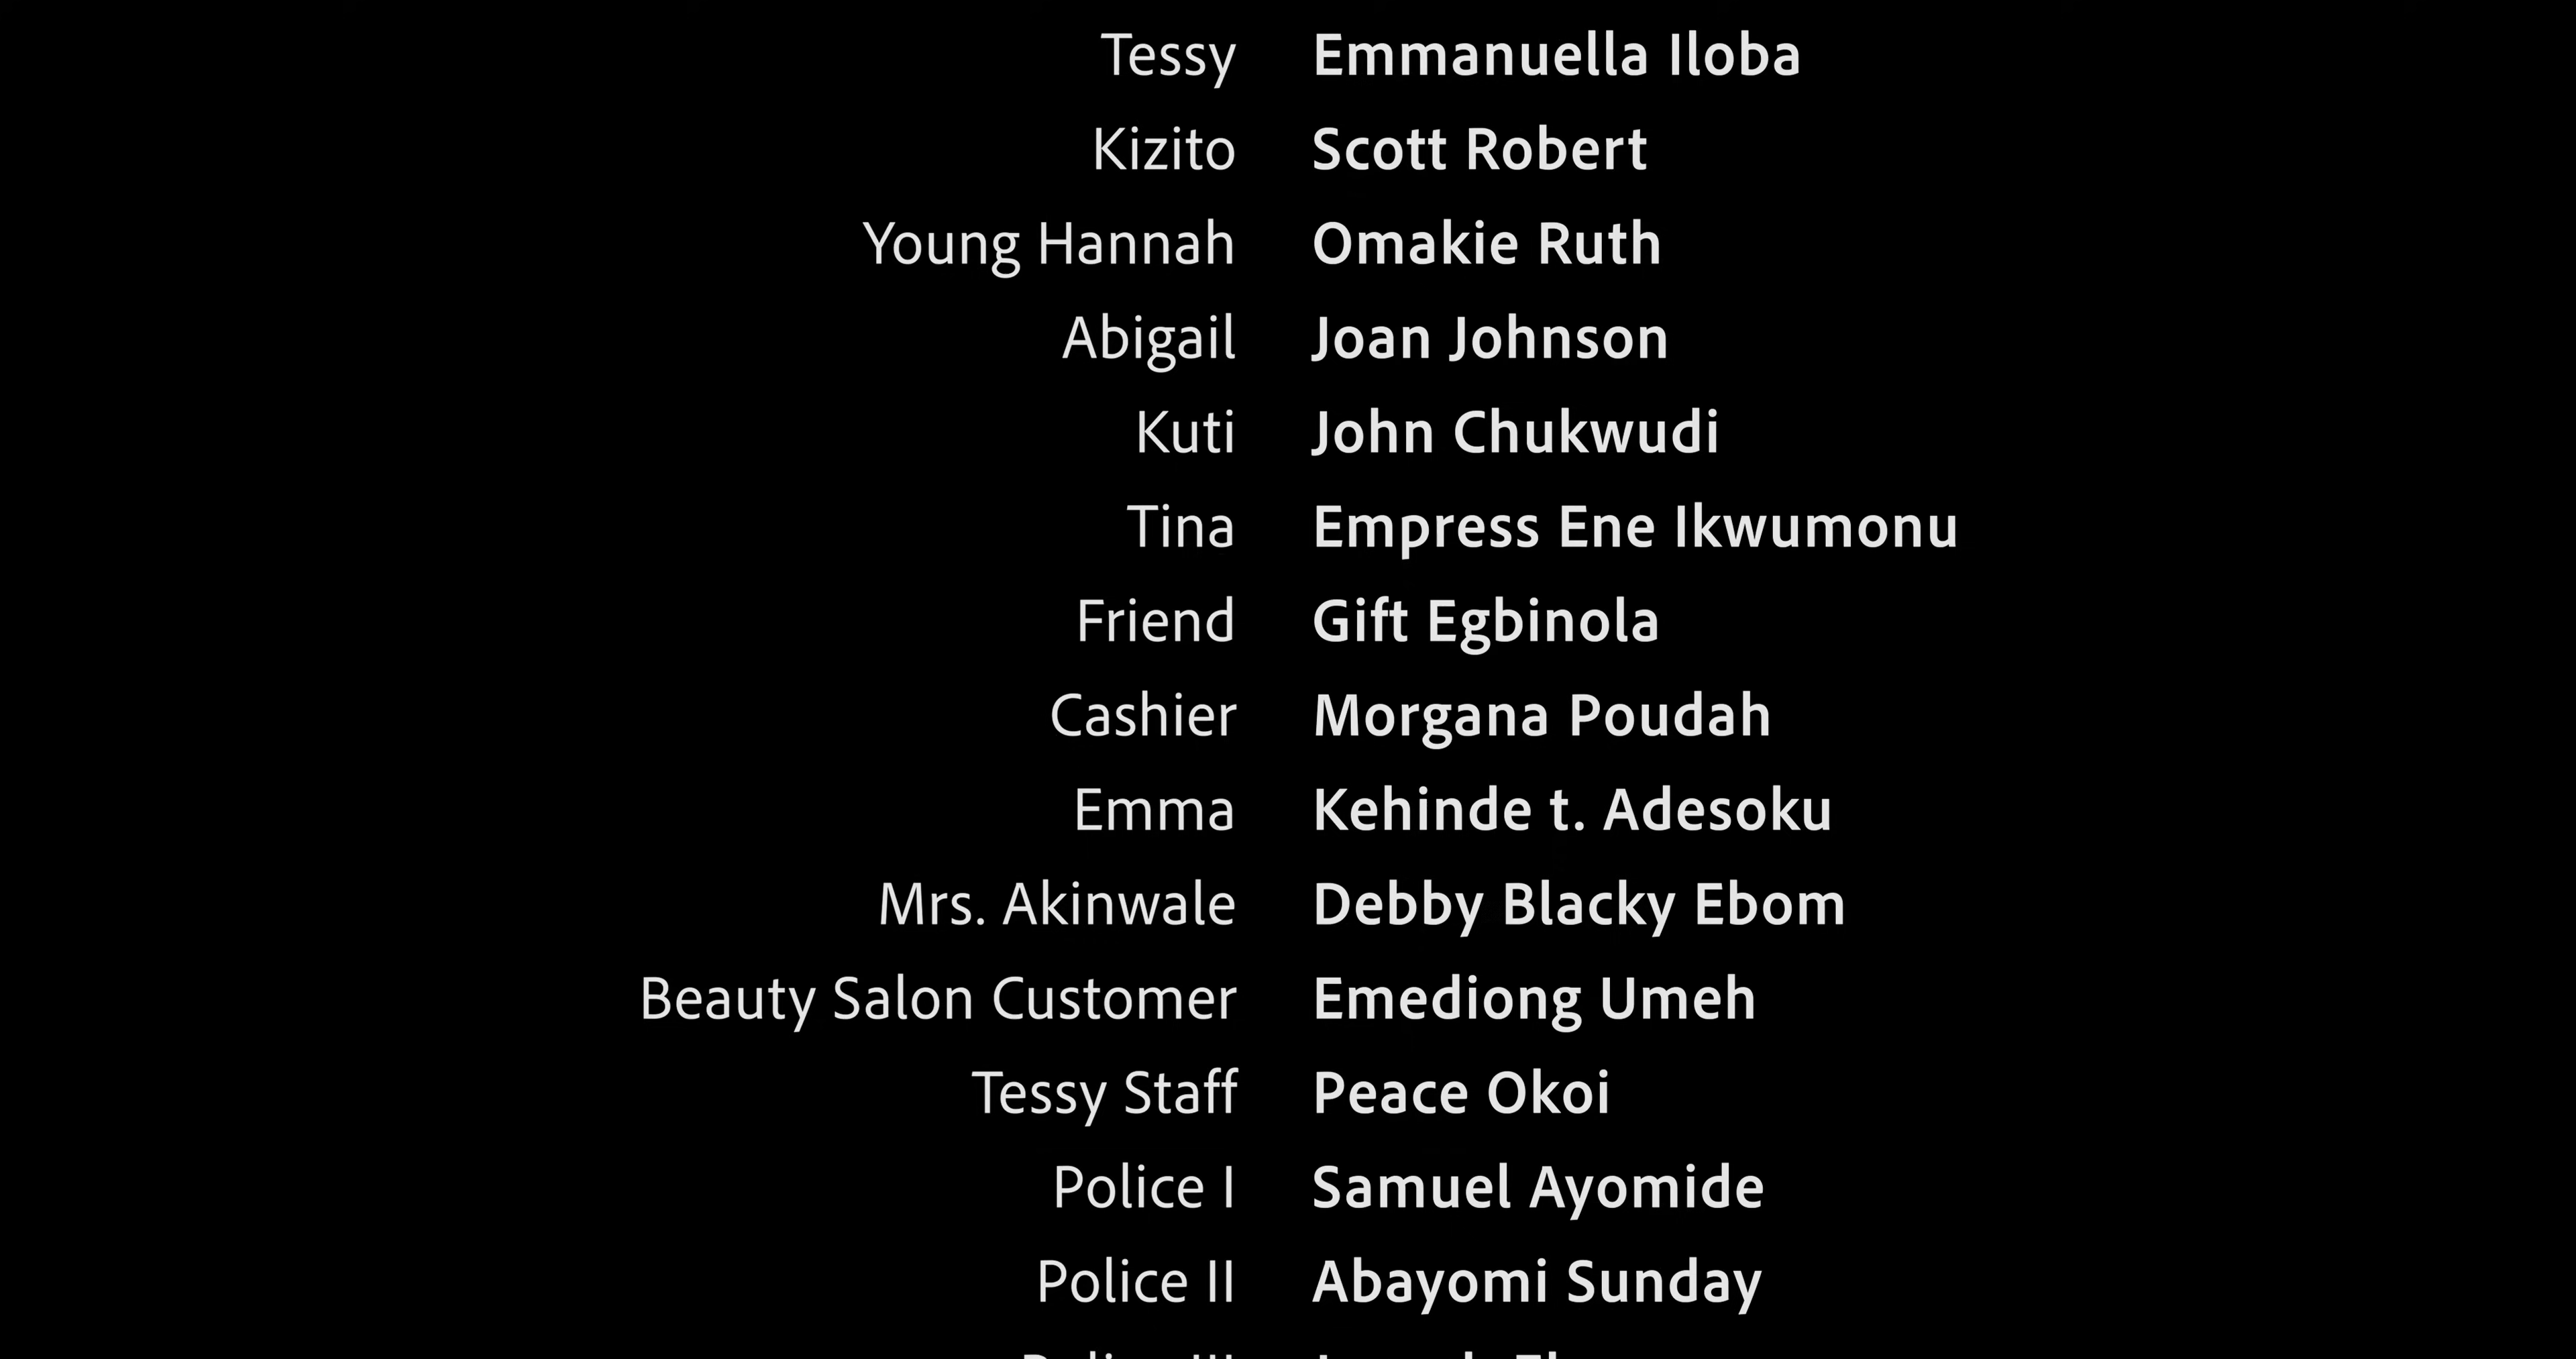 Tessy Emmanuella Iloba
Kizito Scott Robert
Young Hannah Omakie Ruth
Abigail Joan Johnson
Kuti John Chukwudi
Tina Empress Ene Ikwumonu
Friend Gift Egbinola
Cashier Morgana Poudah
Emma Kehinde t. Adesoku
Mrs. Akinwale Debby Blacky Ebom
Beauty Salon Customer Emediong Umeh
Tessy Staff Peace Okoi
Police I Samuel Ayomide
Police II Abayomi Sunday
Police III